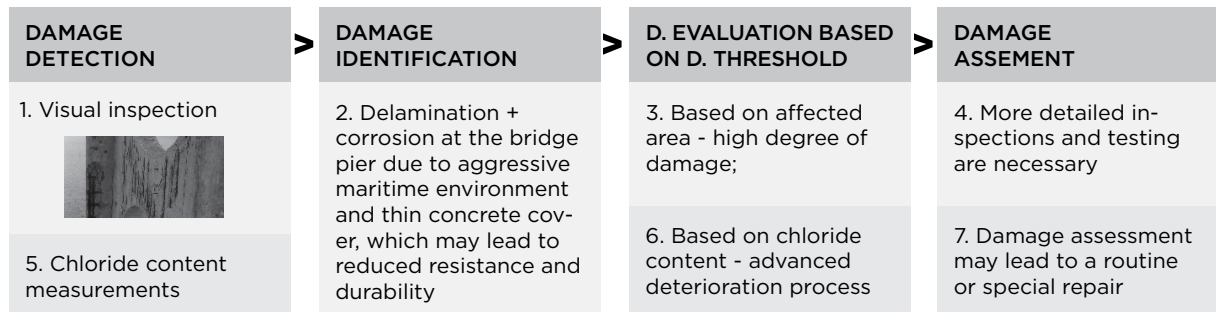 DAMAGE
DETECTION
>
DAMAGE
IDENTIFICATION
>
D. EVALUATION BASED
ON D. THRESHOLD
>
DAMAGE
ASSEMENT
1. Visual inspection
5. Chloride content
measurements
2. Delamination +
corrosion at the bridge
pier due to aggressive
maritime environment
and thin concrete cov-
er, which may lead to
reduced resistance and
durability
3. Based on affected
area - high degree of
damage;
6. Based on chloride
content - advanced
deterioration process
4. More detailed in-
spections and testing
are necessary
7. Damage assessment
may lead to a routine
or special repair